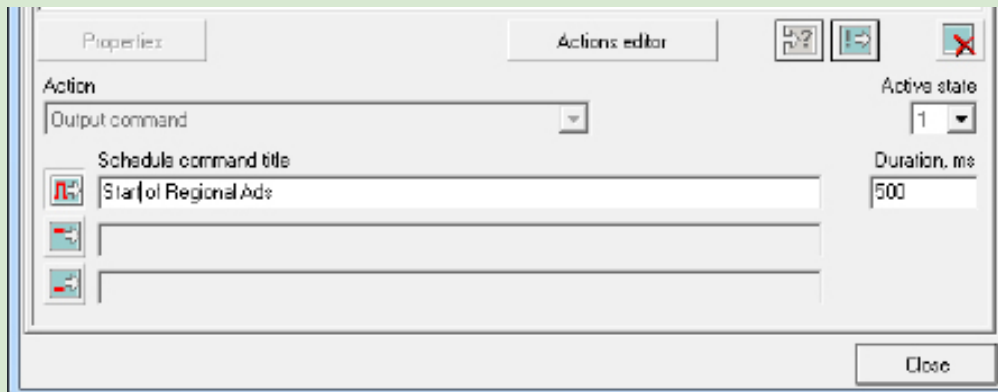 Properties
Actions editor
Action
Active state
Output command
1
Schedule command title
Duration, ms
Start of Regional Ads
500
Close